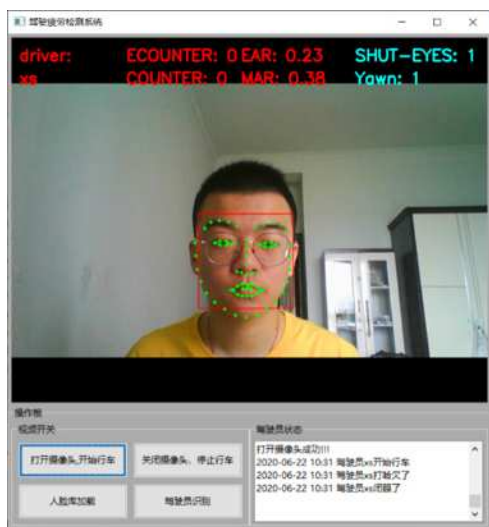 驾驶疲劳检测系统
driver: ECOUNTER: 0 EAR: 0.23 SHUT-EYES: 1
xs COUNTER: 0 MAR: 0.38 Yawn: 1
操作板
视频开关 驾驶员状态
打开摄像头,开始行车 关闭摄像头、停止行车
人脸库加载 驾驶员识别
打开摄像头成功!!!
2020-06-22 10:31 驾驶员xs开始行车
2020-06-22 10:31 驾驶员xs打哈欠了
2020-06-22 10:31 驾驶员xs闭眼了